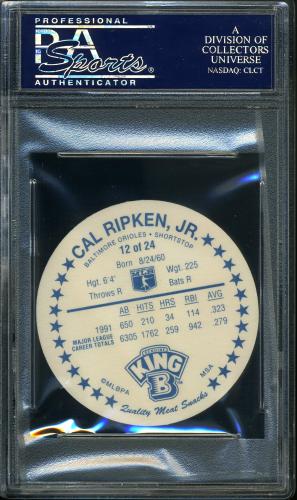 PROFESSIONAL
PSA
Sports
AUTHENTICATOR
A
DIVISION OF
COLLECTORS
UNIVERSE
NASDAQ: CLCT
CAL RIPKEN, JR.
BALTIMORE ORIOLES • SHORTSTOP
12 of 24
Born 8/24/60
Hgt. 6'4" Wgt. 225
Throws R Bats R
AB HITS HRS RBI AVG
1991 650 210 34 114 .323
MAJOR LEAGUE
CAREER TOTALS 6305 1762 259 942 .279
KING
B
©MLBPA MSA
Quality Meat Snacks